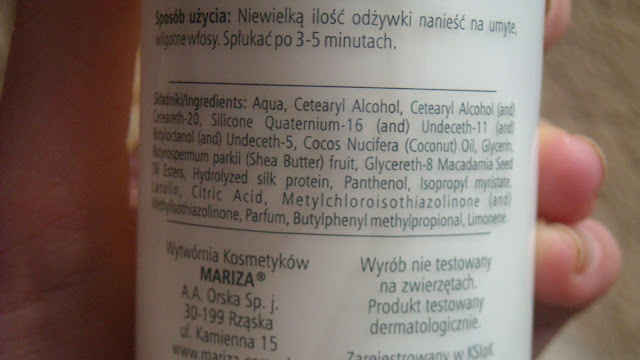 Sposób użycia: Niewielką ilość odżywki nanieść na umyte,
wilgotne włosy. Spłukać po 3-5 minutach.
Składniki/Ingredients: Aqua, Cetearyl Alcohol, Cetearyl Alcohol (and)
Ceteareth-20, Silicone Quaternium-16 (and) Undeceth-11 (and)
Butyloctanol (and) Undeceth-5, Cocos Nucifera (Coconut) Oil, Glycerin,
Butyrospermum parkii (Shea Butter) fruit, Glycereth-8 Macadamia Seed
Oil Esters, Hydrolyzed silk protein, Panthenol, Isopropyl myristate,
Lanolin, Citric Acid, Metylchloroisothiazolinone (and)
Methylisothiazolinone, Parfum, Butylphenyl methylpropional, Limonene.
Wytwórnia Kosmetyków
MARIZA®
A.A. Orska Sp. j.
30-199 Rząska
ul. Kamienna 15
Wyrób nie testowany
na zwierzętach.
Produkt testowany
dermatologicznie.
Zarejestrowany w KSIoK